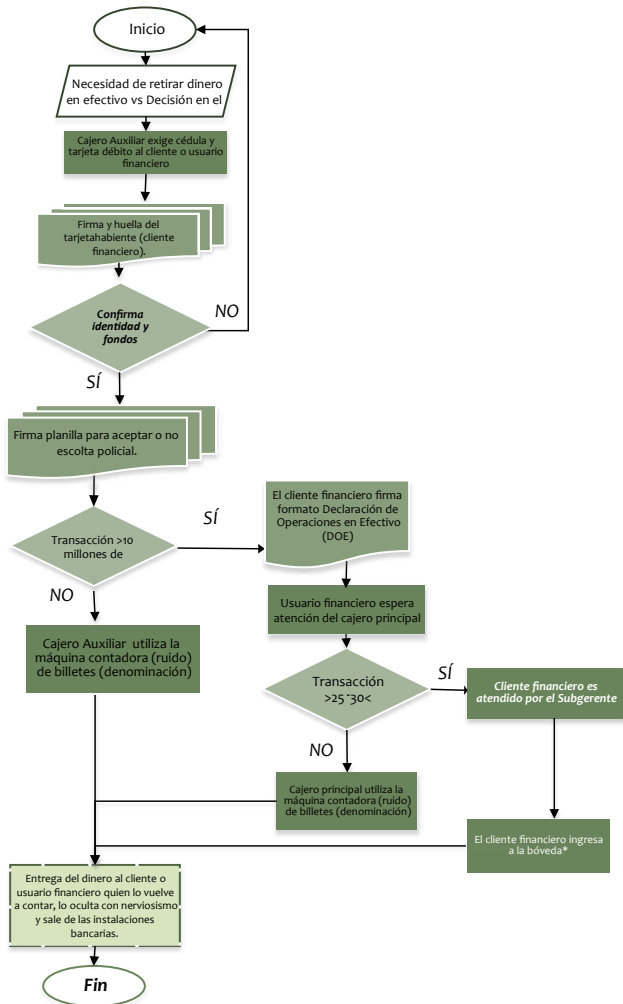 Inicio
Necesidad de retirar dinero
en efectivo vs Decisión en el
Cajero Auxiliar exige cédula y
tarjeta débito al cliente o usuario
financiero
Firma y huella del
tarjetahabiente (cliente
financiero).
Confirma
identidad y
fondos
NO
SÍ
Firma planilla para aceptar o no
escolta policial.
Transacción >10
millones de
SÍ
El cliente financiero firma
formato Declaración de
Operaciones en Efectivo
(DOE)
NO
Usuario financiero espera
atención del cajero principal
Cajero Auxiliar utiliza la
máquina contadora (ruido)
de billetes (denominación)
Transacción
>25¯30<
SÍ
Cliente financiero es
atendido por el Subgerente
NO
Cajero principal utiliza la
máquina contadora (ruido)
de billetes (denominación)
El cliente financiero ingresa
a la bóveda*
Entrega del dinero al cliente o
usuario financiero quien lo vuelve
a contar, lo oculta con nerviosismo
y sale de las instalaciones
bancarias.
Fin